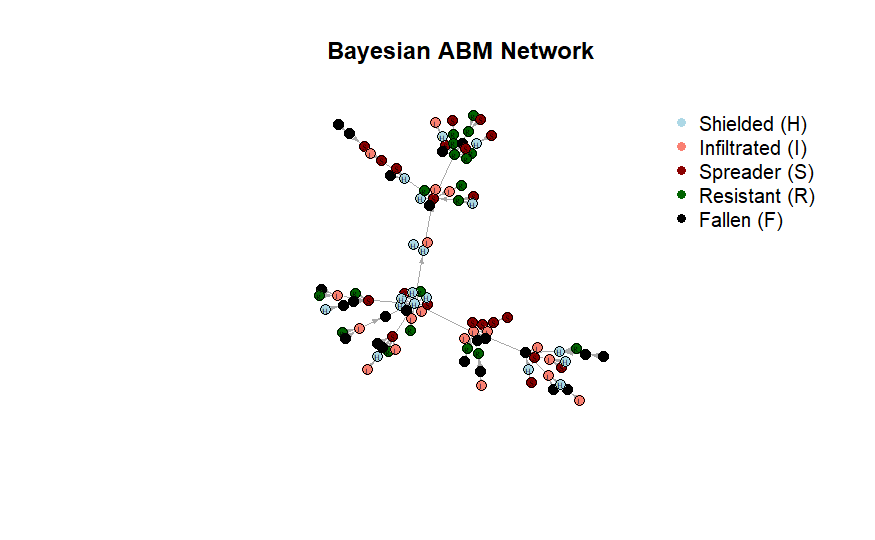 Bayesian ABM Network
Shielded (H)
Infiltrated (I)
Spreader (S)
Resistant (R)
Fallen (F)